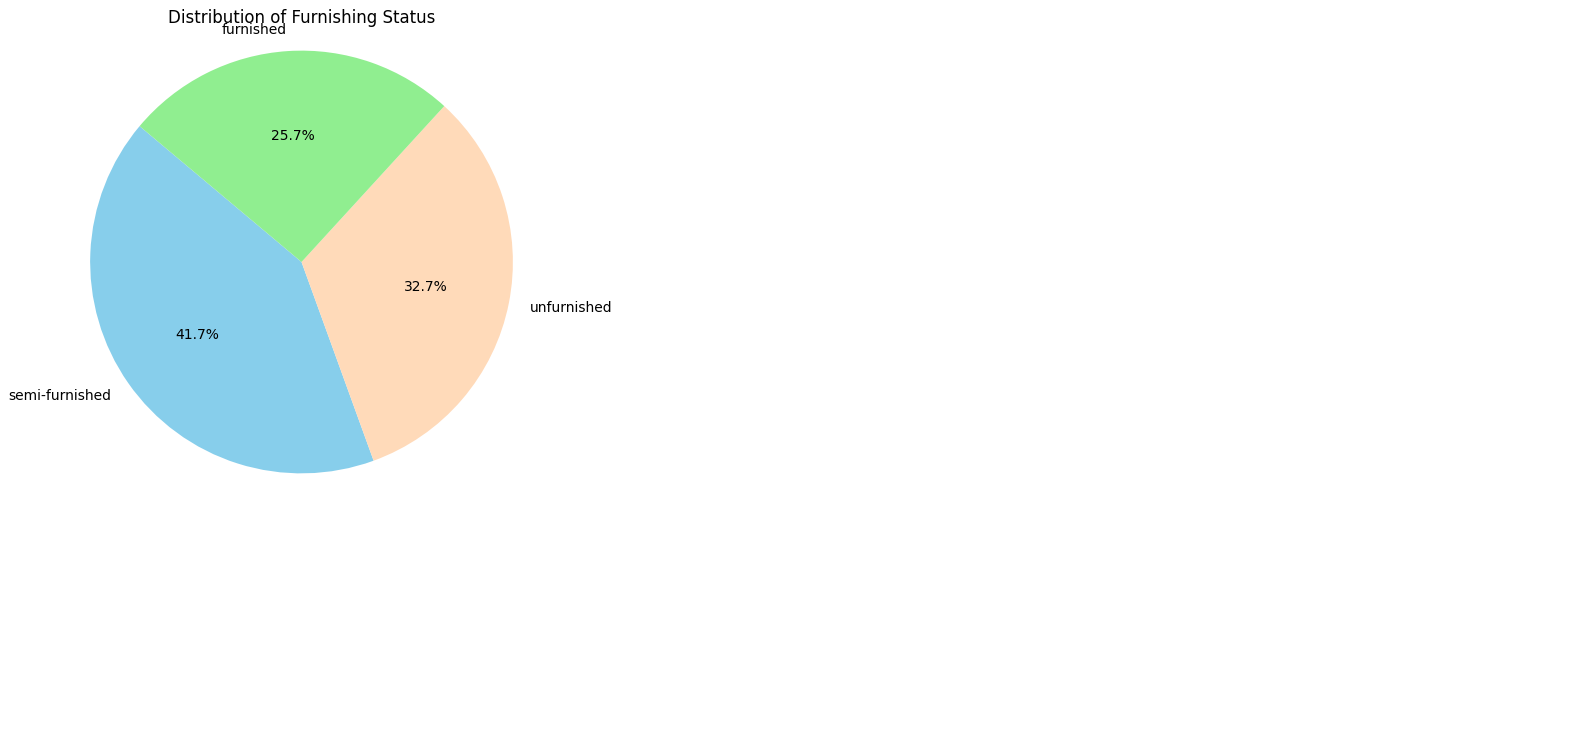 Distribution of Furnishing Status
furnished
25.7%
32.7%
unfurnished
41.7%
semi-furnished